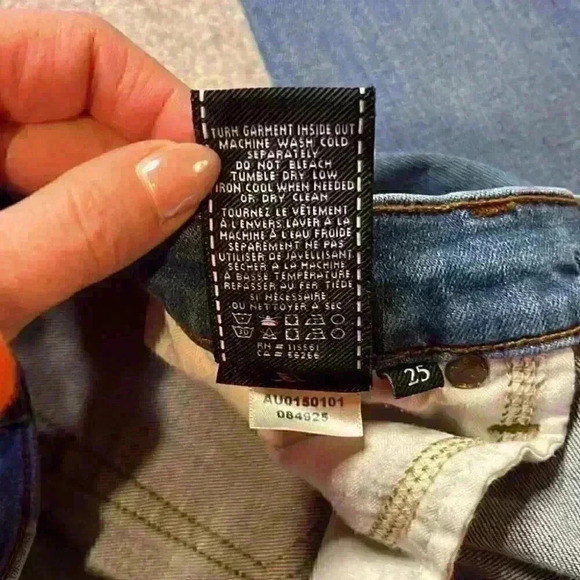 TURN GARMENT INSIDE OUT
MACHINE WASH COLD
SEPARATELY
DO NOT BLEACH
TUMBLE DRY LOW
IRON COOL WHEN NEEDED
OR DRY CLEAN
TOURNEZ LE VÊTEMENT
À L'ENVERS LAVER À LA
MACHINE À L'EAU FROIDE
SÉPARÉMENT NE PAS
UTILISER DE JAVELLISANT
SÉCHER À LA MACHINE
À BASSE TEMPÉRATURE
REPASSER AU FER TIÈDE
SI NÉCESSAIRE
OU NETTOYER À SEC
RN = 115561
CA = 56266
25
AU0150101
084925